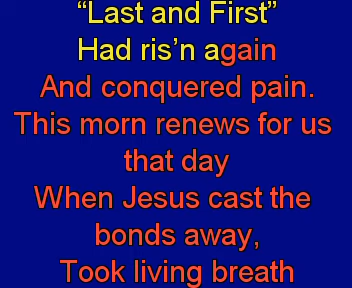 “Last and First”
Had ris’n again
And conquered pain.
This morn renews for us
that day
When Jesus cast the
bonds away,
Took living breath